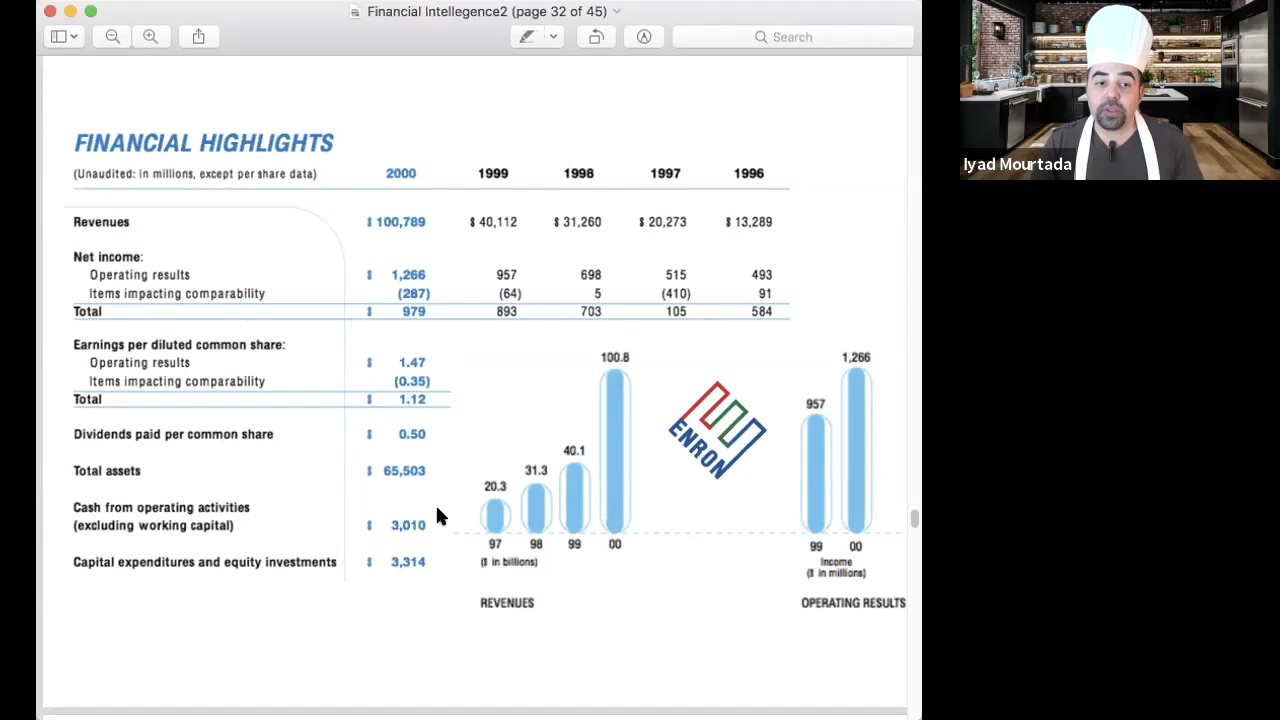 Financial Intellegence2 (page 32 of 45)
Search
FINANCIAL HIGHLIGHTS
(Unaudited: in millions, except per share data) 2000 1999 1998 1997 1996
Revenues $ 100,789 $ 40,112 $ 31,260 $ 20,273 $ 13,289
Net income:
Operating results $ 1,266 957 698 515 493
Items impacting comparability (287) (64) 5 (410) 91
Total $ 979 893 703 105 584
Earnings per diluted common share:
Operating results $ 1.47
Items impacting comparability (0.35)
Total $ 1.12
Dividends paid per common share $ 0.50
Total assets $ 65,503
Cash from operating activities
(excluding working capital) $ 3,010
Capital expenditures and equity investments $ 3,314
20.3 31.3 40.1 100.8
97 98 99 00
($ in billions)
REVENUES
ENRON
957 1,266
99 00
Income
($ in millions)
OPERATING RESULTS
Iyad Mourtada